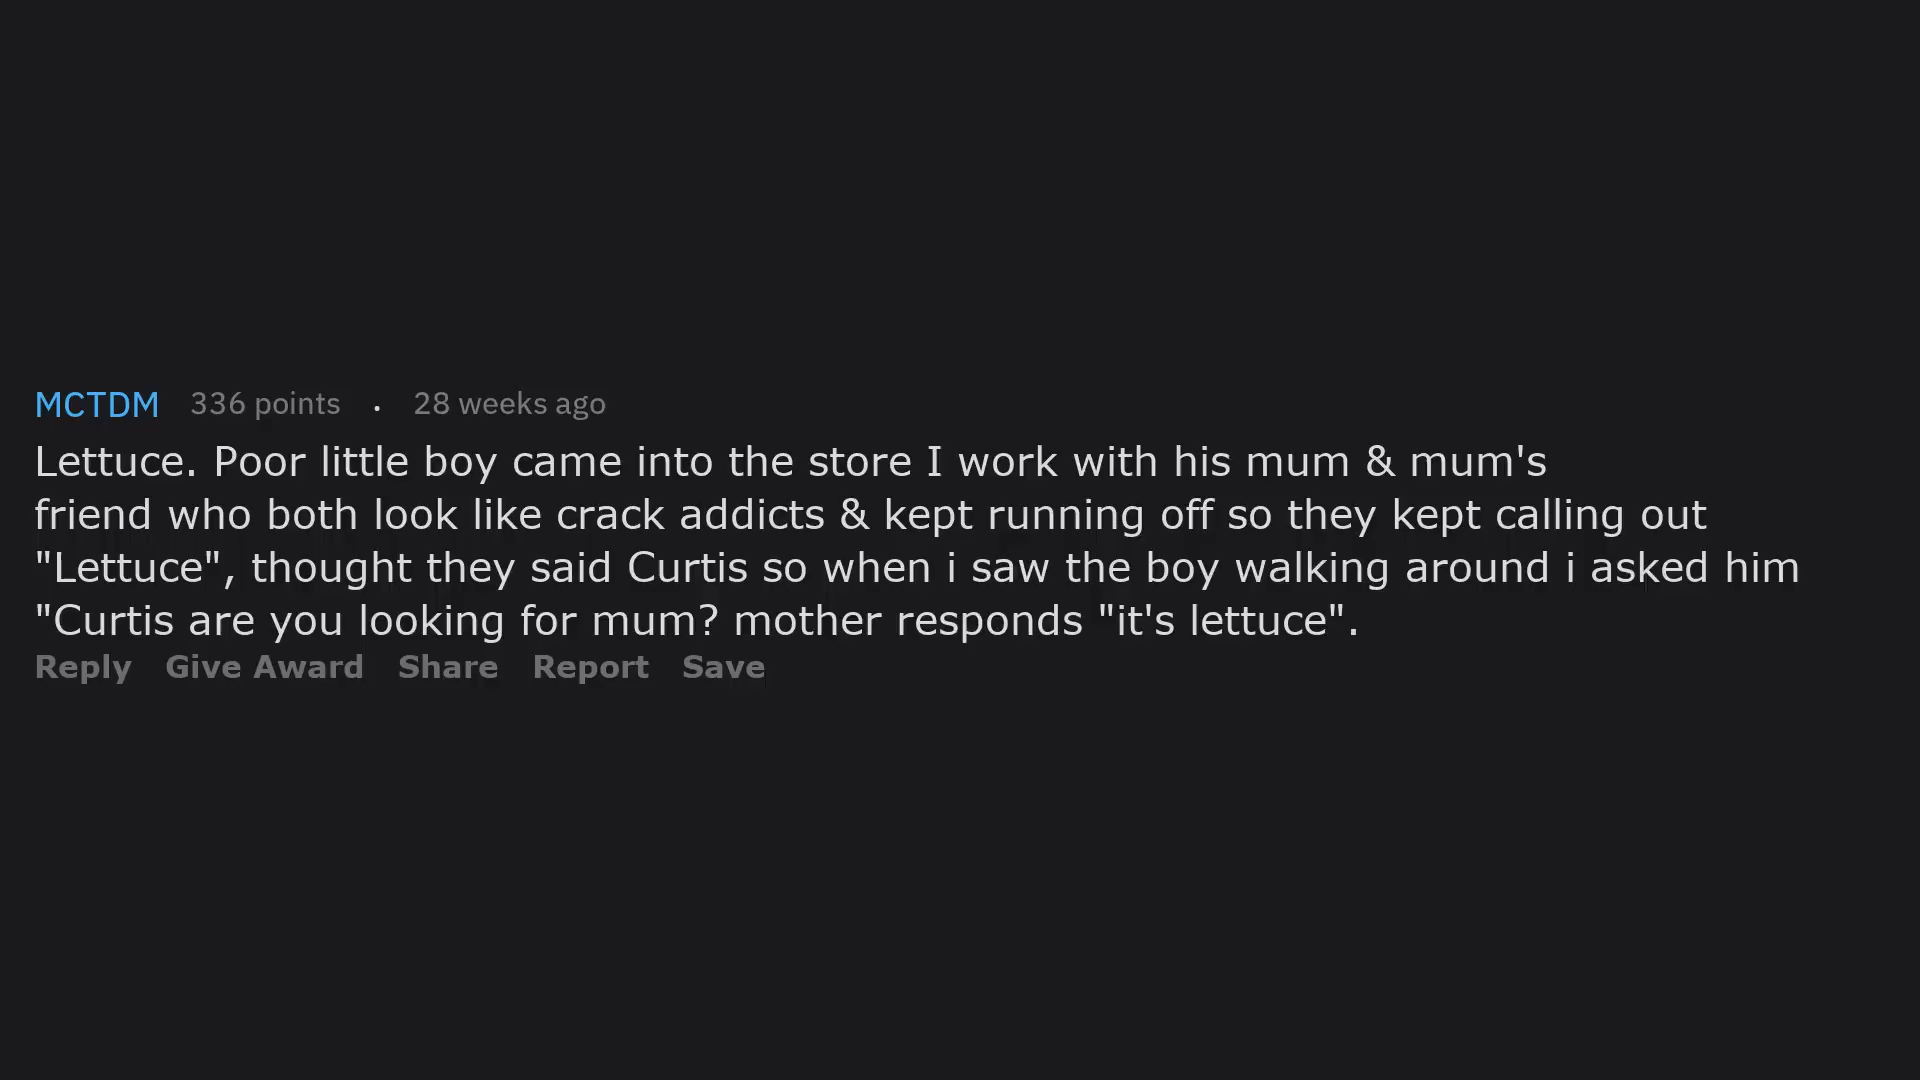 MCTDM 336 points . 28 weeks ago
Lettuce. Poor little boy came into the store I work with his mum & mum's
friend who both look like crack addicts & kept running off so they kept calling out
"Lettuce", thought they said Curtis so when i saw the boy walking around i asked him
"Curtis are you looking for mum? mother responds "it's lettuce".
Reply Give Award Share Report Save